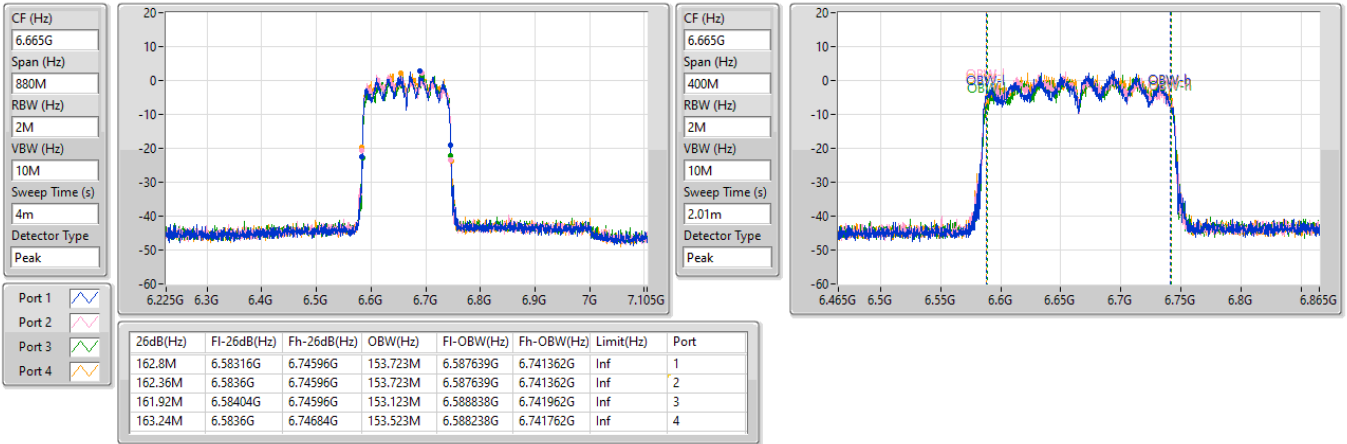 CF (Hz)
6.665G
Span (Hz)
880M
RBW (Hz)
2M
VBW (Hz)
10M
Sweep Time (s)
4m
Detector Type
Peak
20
10
0
-10
-20
-30
-40
-50
-60
6.225G 6.3G 6.4G 6.5G 6.6G 6.7G 6.8G 6.9G 7G 7.105G
CF (Hz)
6.665G
Span (Hz)
400M
RBW (Hz)
2M
VBW (Hz)
10M
Sweep Time (s)
2.01m
Detector Type
Peak
20
10
0
-10
-20
-30
-40
-50
-60
OBW-h
6.465G 6.5G 6.55G 6.6G 6.65G 6.7G 6.75G 6.8G 6.865G
Port 1
Port 2
Port 3
Port 4
26dB(Hz) Fl-26dB(Hz) Fh-26dB(Hz) OBW(Hz) Fl-OBW(Hz) Fh-OBW(Hz) Limit(Hz) Port
162.8M 6.58316G 6.74596G 153.723M 6.587639G 6.741362G Inf 1
162.36M 6.5836G 6.74596G 153.723M 6.587639G 6.741362G Inf 2
161.92M 6.58404G 6.74596G 153.123M 6.588838G 6.741962G Inf 3
163.24M 6.5836G 6.74684G 153.523M 6.588238G 6.741762G Inf 4